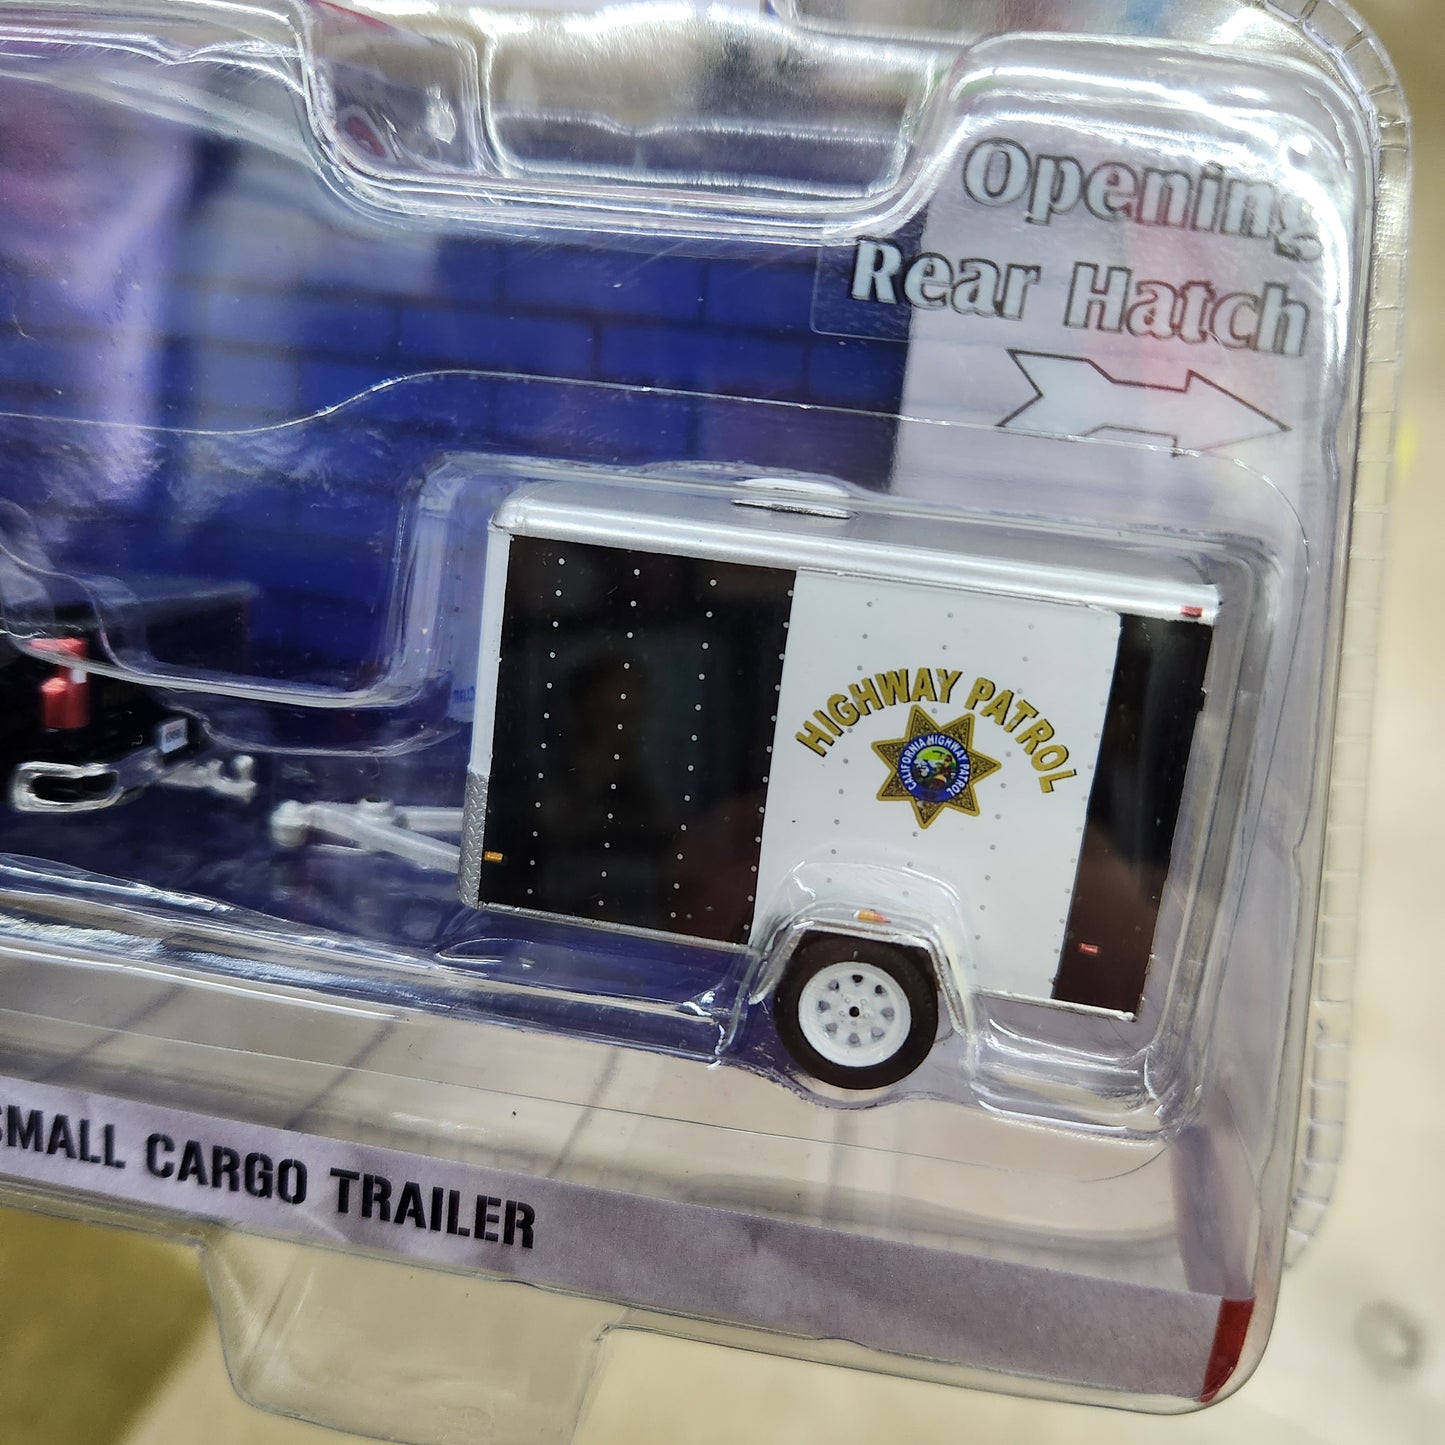 Opening
Rear Hatch
HIGHWAY PATROL
CALIFORNIA HIGHWAY PATROL
SMALL CARGO TRAILER